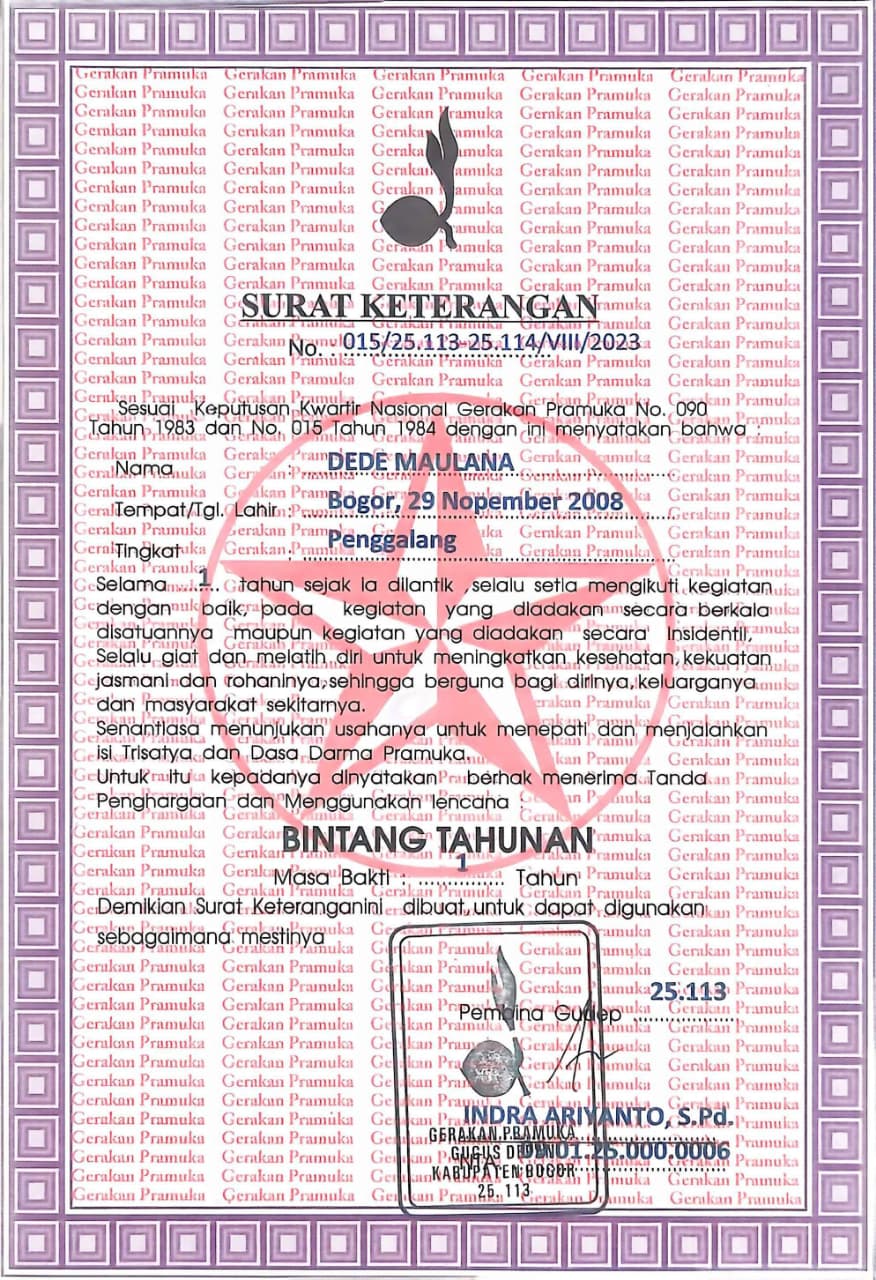 SURAT KETERANGAN
No. : 015/25.113-25.114/VIII/2023
Sesuai Keputusan Kwartir Nasional Gerakan Pramuka No. 090
Tahun 1983 dan No. 015 Tahun 1984 dengan ini menyatakan bahwa :
Nama : DEDE MAULANA
Tempat/Tgl. Lahir : Bogor, 29 Nopember 2008
Tingkat : Penggalang
Selama ...1... tahun sejak ia dilantik ,selalu setia mengikuti kegiatan
dengan baik, pada kegiatan yang diadakan secara berkala
disatuannya maupun kegiatan yang diadakan secara Insidentil,
Selalu giat dan melatih diri untuk meningkatkan kesehatan,kekuatan
jasmani dan rohaninya,sehingga berguna bagi dirinya,keluarganya
dan masyarakat sekitarnya.
Senantiasa menunjukan usahanya untuk menepati dan menjalankan
isi Trisatya dan Dasa Darma Pramuka.
Untuk itu kepadanya dinyatakan berhak menerima Tanda
Penghargaan dan Menggunakan lencana :
BINTANG TAHUNAN
Masa Bakti : 1 Tahun
Demikian Surat Keteranganini dibuat,untuk dapat digunakan
sebagaimana mestinya
Pembina Gudep 25.113
INDRA ARIYANTO, S.Pd.
GERAKAN PRAMUKA
GUGUS DEPAN
KABUPATEN BOGOR
25.113